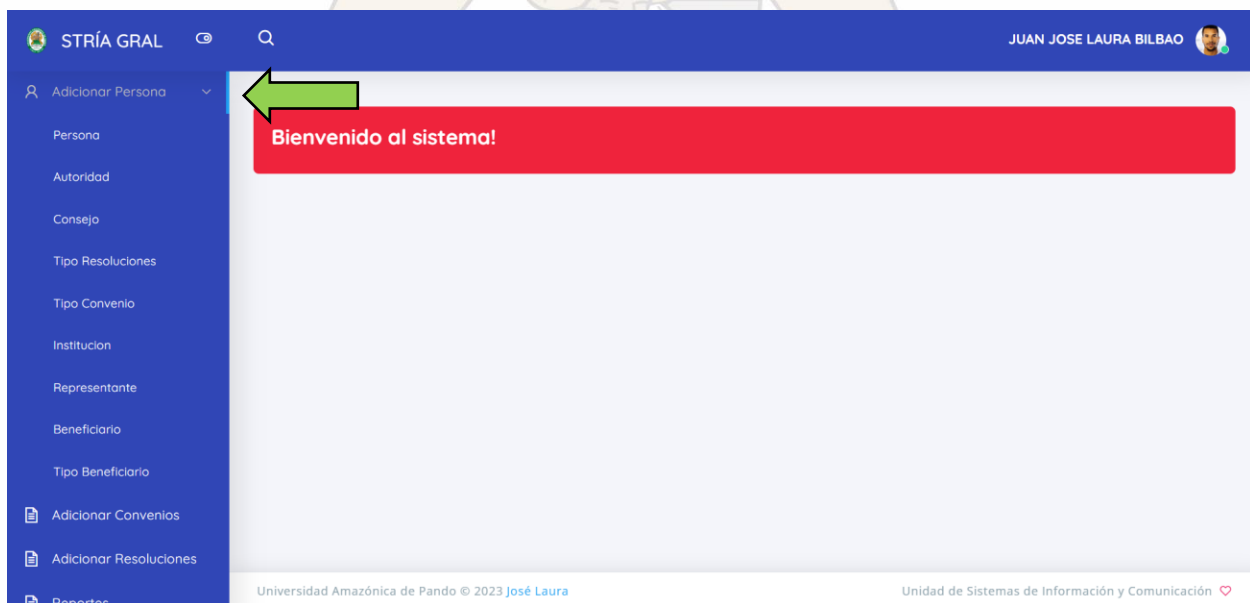 STRÍA GRAL
JUAN JOSE LAURA BILBAO
Adicionar Persona
Persona
Autoridad
Consejo
Tipo Resoluciones
Tipo Convenio
Institucion
Representante
Beneficiario
Tipo Beneficiario
Adicionar Convenios
Adicionar Resoluciones
Reportes
Bienvenido al sistema!
Universidad Amazónica de Pando © 2023 José Laura
Unidad de Sistemas de Información y Comunicación